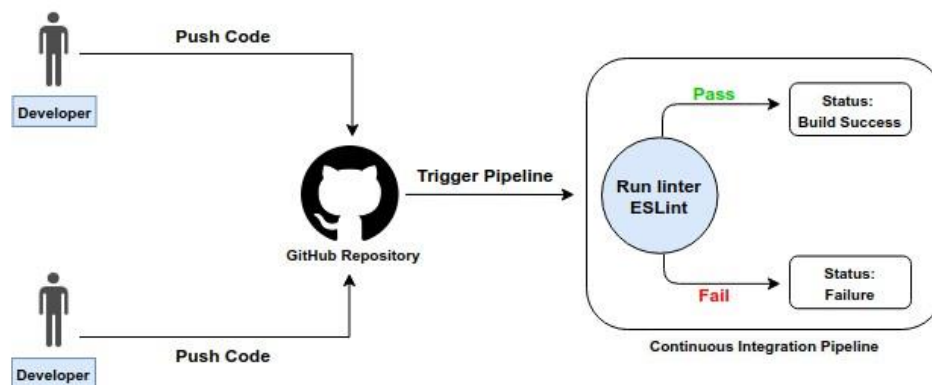 Push Code
Developer
Pass
Status:
Build Success
Trigger Pipeline
Run linter
ESLint
GitHub Repository
Status:
Failure
Fail
Continuous Integration Pipeline
Push Code
Developer